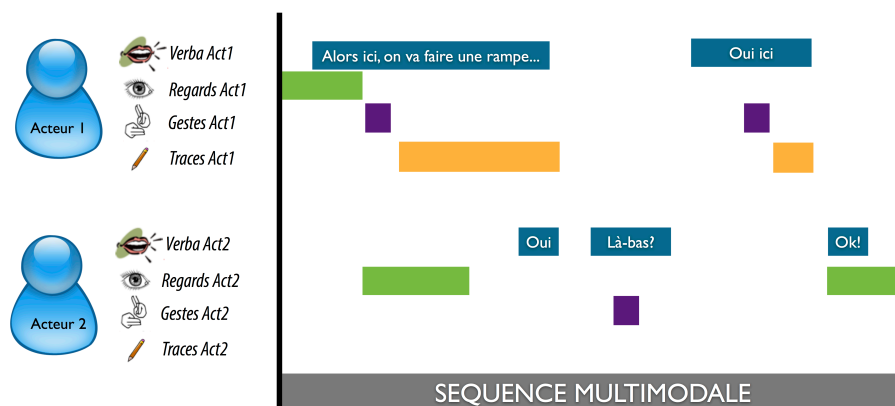 Acteur 1
Verba Act1
Regards Act1
Gestes Act1
Traces Act1
Alors ici, on va faire une rampe...
Oui ici
Acteur 2
Verba Act2
Regards Act2
Gestes Act2
Traces Act2
Oui
Là-bas?
Ok!
SEQUENCE MULTIMODALE